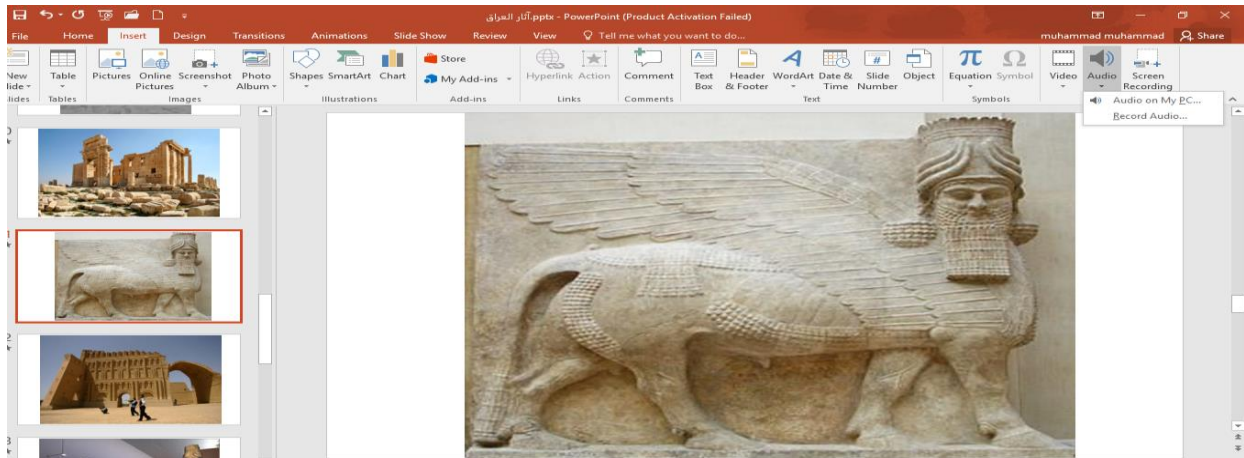 آثار العراق.pptx - PowerPoint (Product Activation Failed)
File Home Insert Design Transitions Animations Slide Show Review View Tell me what you want to do... muhammad muhammad Share
New Slide
Table
Pictures
Online Pictures
Screenshot
Photo Album
Shapes
SmartArt
Chart
Store
My Add-ins
Hyperlink
Action
Comment
Text Box
Header & Footer
WordArt
Date & Time
Slide Number
Object
Equation
Symbol
Video
Audio
Screen Recording
Slides Tables Images Illustrations Add-ins Links Comments Text Symbols
Audio on My PC...
Record Audio...